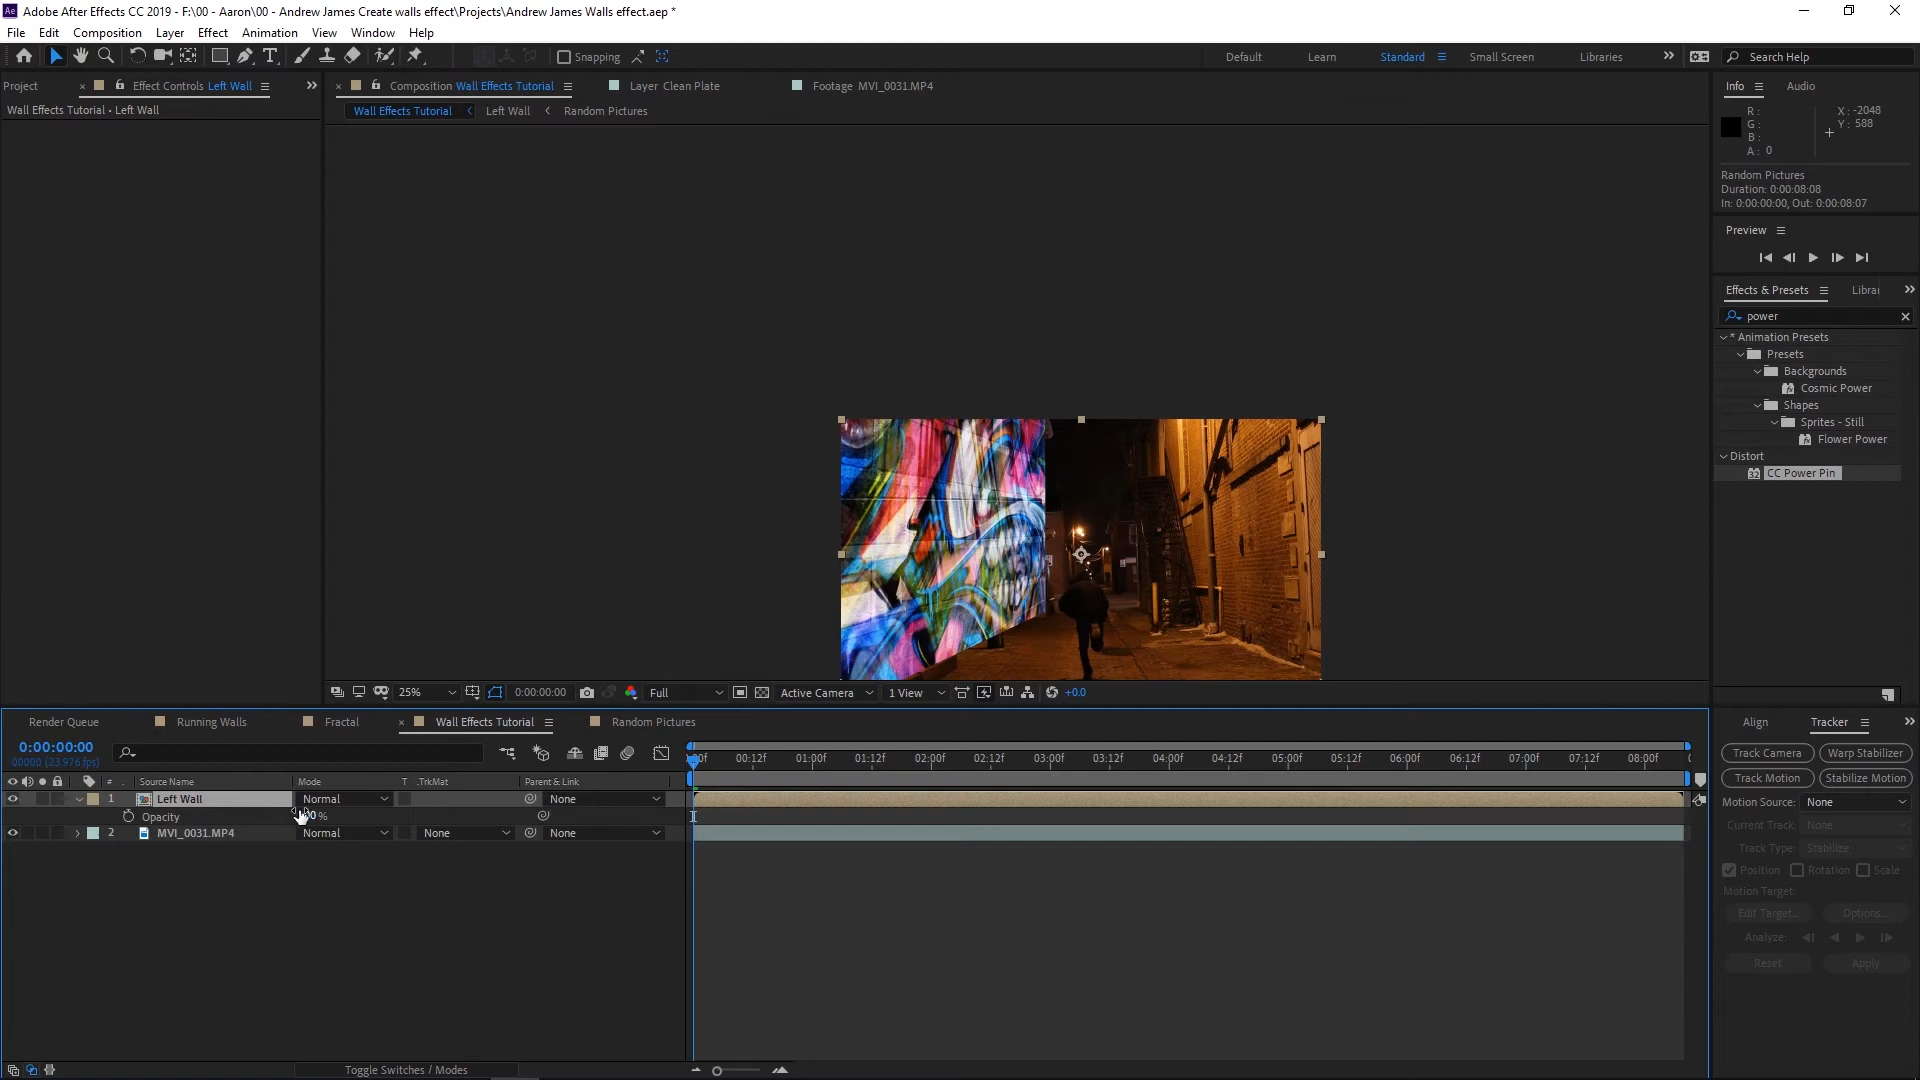 Adobe After Effects CC 2019 - F:\00 - Aaron\00 - Andrew James Create walls effect\Projects\Andrew James Walls effect.aep *
File Edit Composition Layer Effect Animation View Window Help
Snapping
Default Learn Standard Small Screen Libraries
Search Help
Project
Effect Controls Left Wall
Composition Wall Effects Tutorial
Layer Clean Plate
Footage MVI_0031.MP4
Info
Audio
Wall Effects Tutorial • Left Wall
Wall Effects Tutorial
Left Wall
Random Pictures
R :
G :
B :
A : 0
X : -2048
Y : 588
Random Pictures
Duration: 0:00:08:08
In: 0:00:00:00, Out: 0:00:08:07
Preview
Effects & Presets
power
* Animation Presets
Presets
Backgrounds
Cosmic Power
Shapes
Sprites - Still
Flower Power
Distort
CC Power Pin
25%
0:00:00:00
Full
Active Camera
1 View
+0.0
Render Queue
Running Walls
Fractal
Wall Effects Tutorial
Random Pictures
Align
Tracker
0:00:00:00
00000 (23.976 fps)
00:12f 01:00f 01:12f 02:00f 02:12f 03:00f 03:12f 04:00f 04:12f 05:00f 05:12f 06:00f 06:12f 07:00f 07:12f 08:00f
Track Camera
Warp Stabilizer
Track Motion
Stabilize Motion
# Source Name Mode T .TrkMat Parent & Link
1 Left Wall Normal None
Opacity %
2 MVI_0031.MP4 Normal None None
Motion Source: None
Current Track: None
Track Type: Stabilize
Position Rotation Scale
Motion Target:
Edit Target...
Options...
Analyze:
Reset
Apply
Toggle Switches / Modes